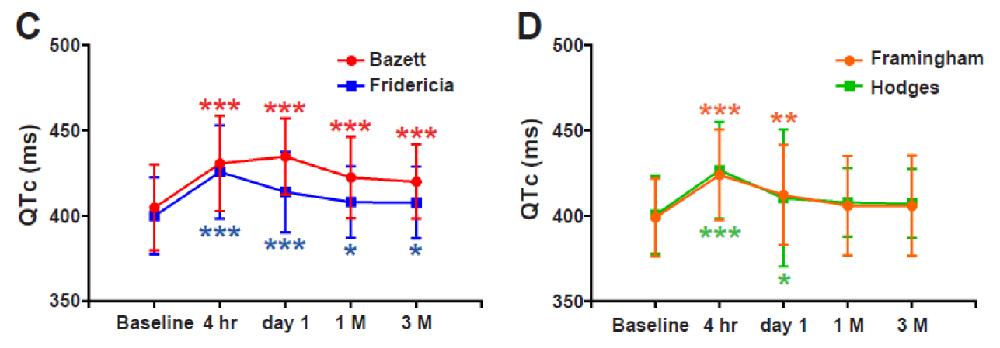 C
500
450
400
350
QTc (ms)
Bazett
Fridericia
***
***
***
***
***
***
*
*
Baseline 4 hr day 1 1 M 3 M
D
500
450
400
350
QTc (ms)
Framingham
Hodges
***
**
***
*
Baseline 4 hr day 1 1 M 3 M